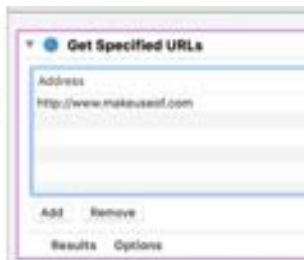 Get Specified URLs
Address
http://www.makeuseof.com
Add Remove
Results Options